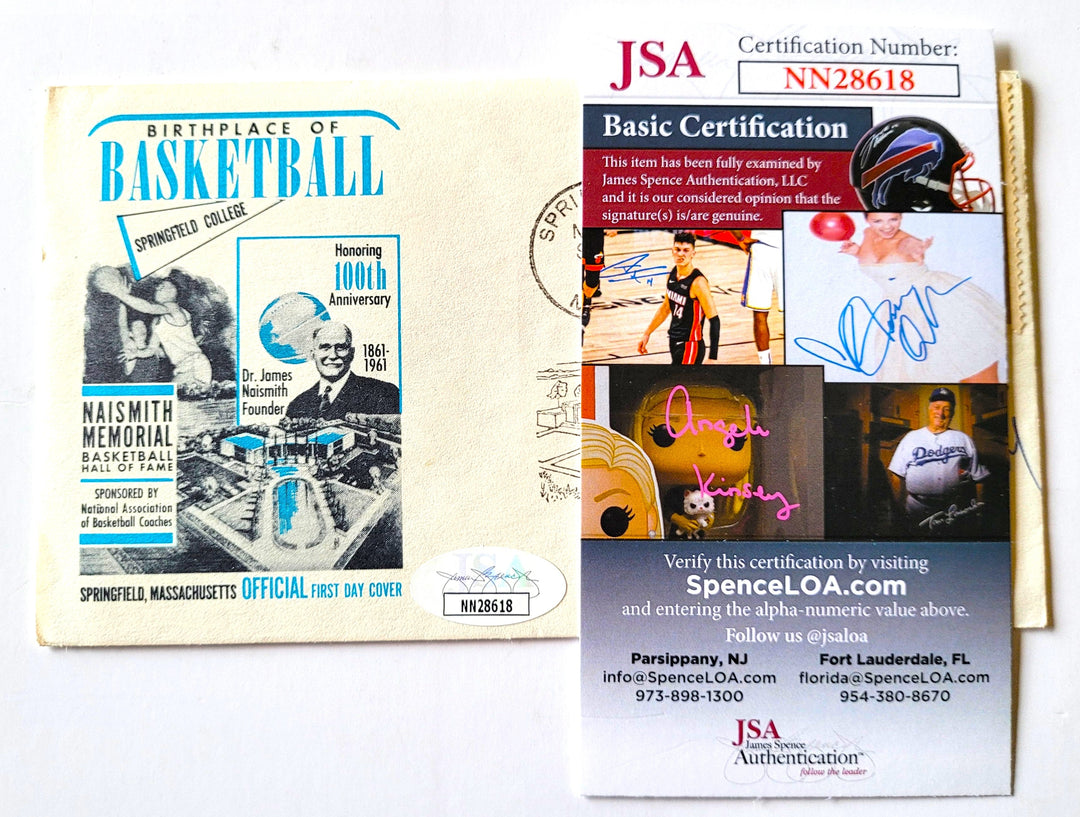 BIRTHPLACE OF
BASKETBALL
SPRINGFIELD COLLEGE
Honoring
100th
Anniversary
1861-
1961
Dr. James
Naismith
Founder
NAISMITH
MEMORIAL
BASKETBALL
HALL OF FAME
SPONSORED BY
National Association
of Basketball Coaches
SPRINGFIELD, MASSACHUSETTS OFFICIAL FIRST DAY COVER
SPRI
JSA
NN28618
JSA
Certification Number:
NN28618
Basic Certification
This item has been fully examined by
James Spence Authentication, LLC
and it is our considered opinion that the
signature(s) is/are genuine.
MIAMI
14
Angela
Kinsey
Dodgers
Verify this certification by visiting
SpenceLOA.com
and entering the alpha-numeric value above.
Follow us @jsaloa
Parsippany, NJ
info@SpenceLOA.com
973-898-1300
Fort Lauderdale, FL
florida@SpenceLOA.com
954-380-8670
JSA
James Spence
Authentication™
follow the leader